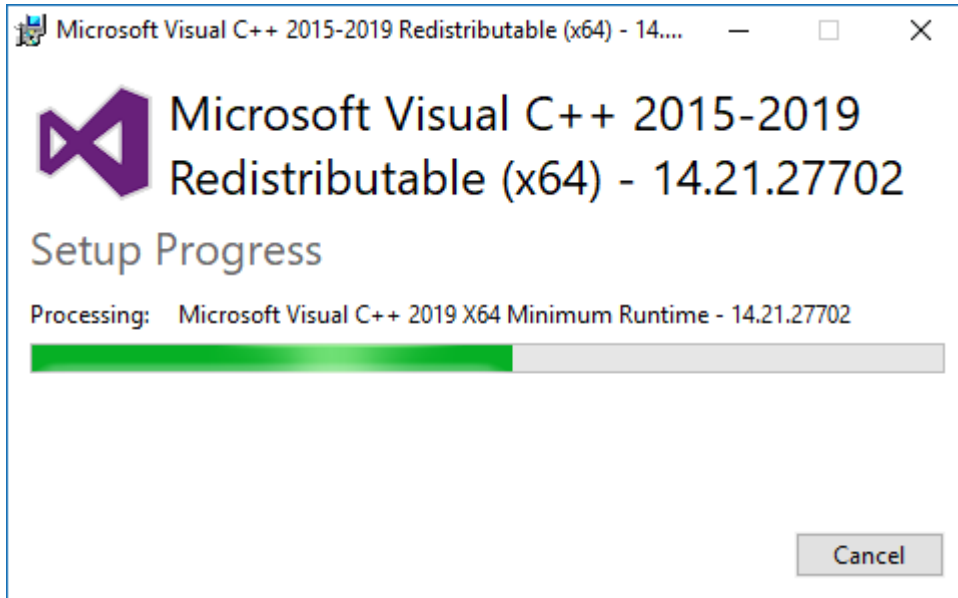 Microsoft Visual C++ 2015-2019 Redistributable (x64) - 14....
Microsoft Visual C++ 2015-2019
Redistributable (x64) - 14.21.27702
Setup Progress
Processing: Microsoft Visual C++ 2019 X64 Minimum Runtime - 14.21.27702
Cancel